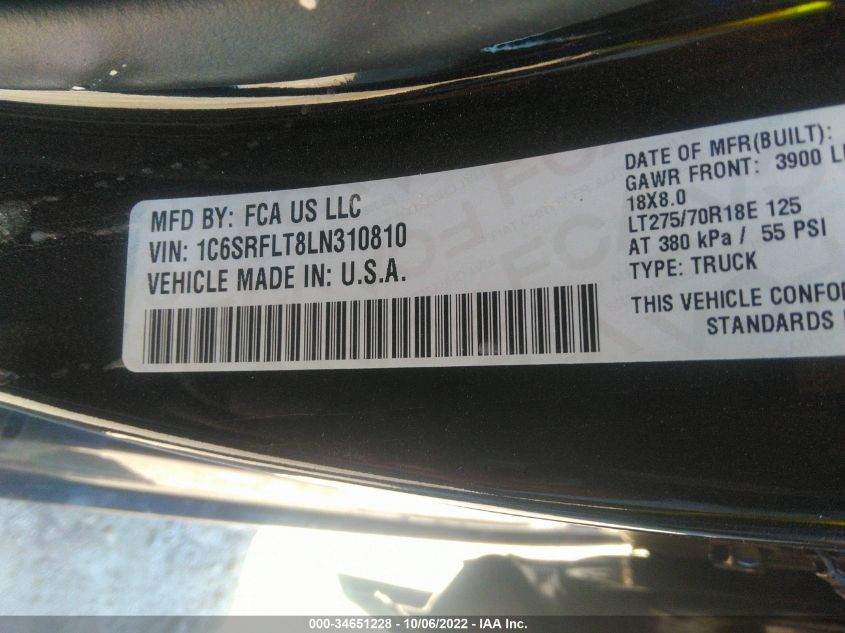 MFD BY: FCA US LLC
VIN: 1C6SRFLT8LN310810
VEHICLE MADE IN: U.S.A.
DATE OF MFR(BUILT):
GAWR FRONT: 3900 L
18X8.0
LT275/70R18E 125
AT 380 kPa / 55 PSI
TYPE: TRUCK
THIS VEHICLE CONFO
STANDARDS
000-34651228 - 10/06/2022 - IAA Inc.